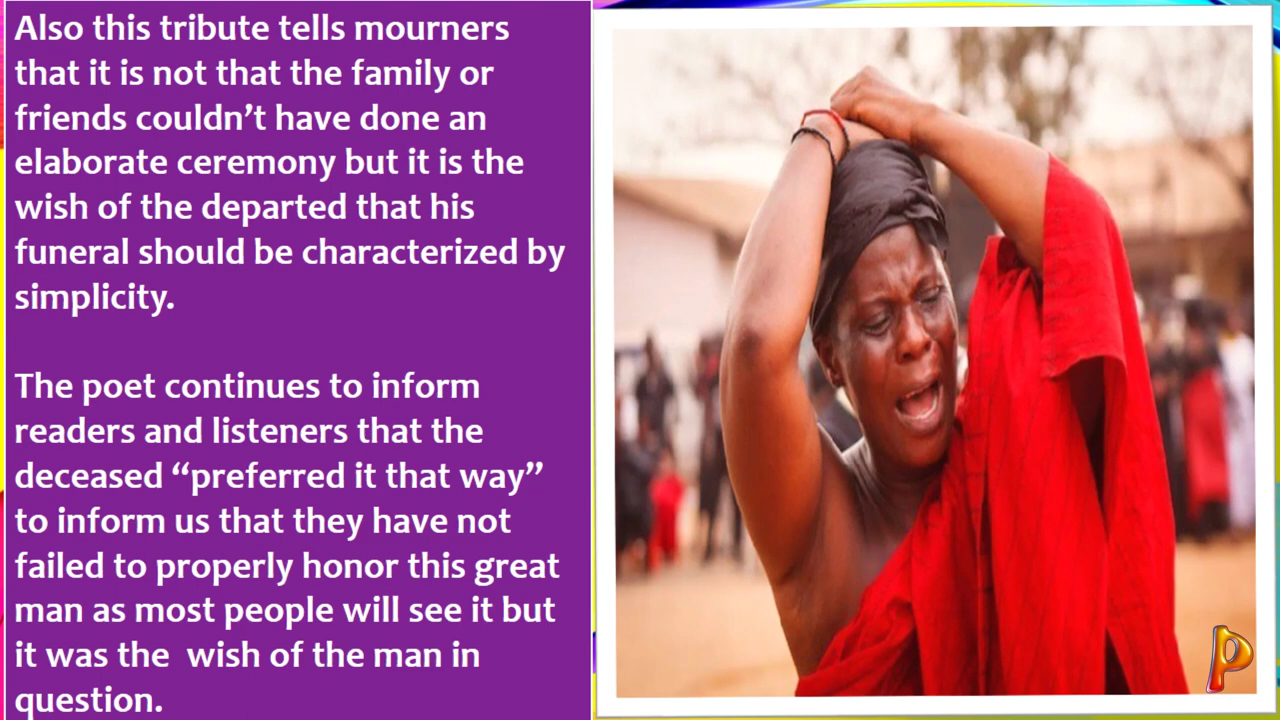 Also this tribute tells mourners
that it is not that the family or
friends couldn’t have done an
elaborate ceremony but it is the
wish of the departed that his
funeral should be characterized by
simplicity.
The poet continues to inform
readers and listeners that the
deceased “preferred it that way”
to inform us that they have not
failed to properly honor this great
man as most people will see it but
it was the  wish of the man in
question.
P